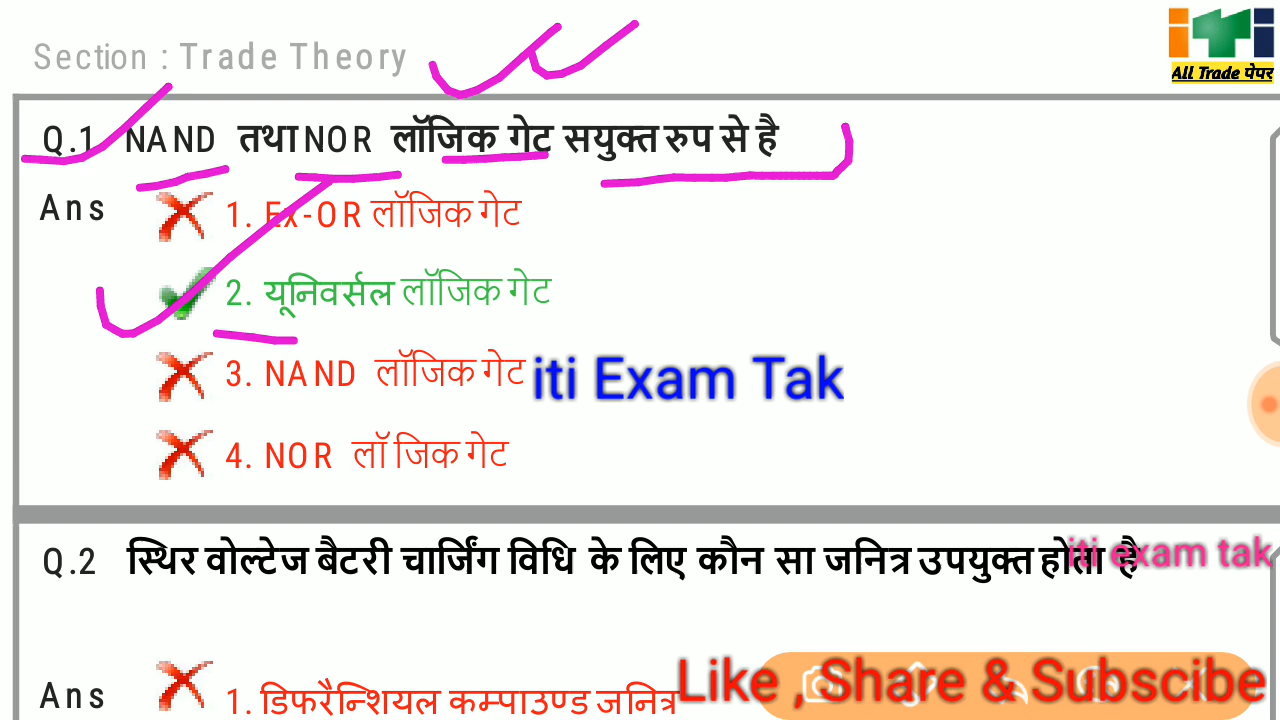 Section : Trade Theory
iTi
All Trade पेपर
Q.1 NAND तथा NOR लॉजिक गेट सयुक्त रुप से है
Ans 1. Ex-OR लॉजिक गेट
2. यूनिवर्सल लॉजिक गेट
3. NAND लॉजिक गेट
iti Exam Tak
4. NOR लॉ जिक गेट
Q.2 स्थिर वोल्टेज बैटरी चार्जिंग विधि के लिए कौन सा जनित्र उपयुक्त होता है
iti exam tak
Ans 1. डिफरैन्शियल कम्पाउण्ड जनित्र
Like , Share & Subscibe